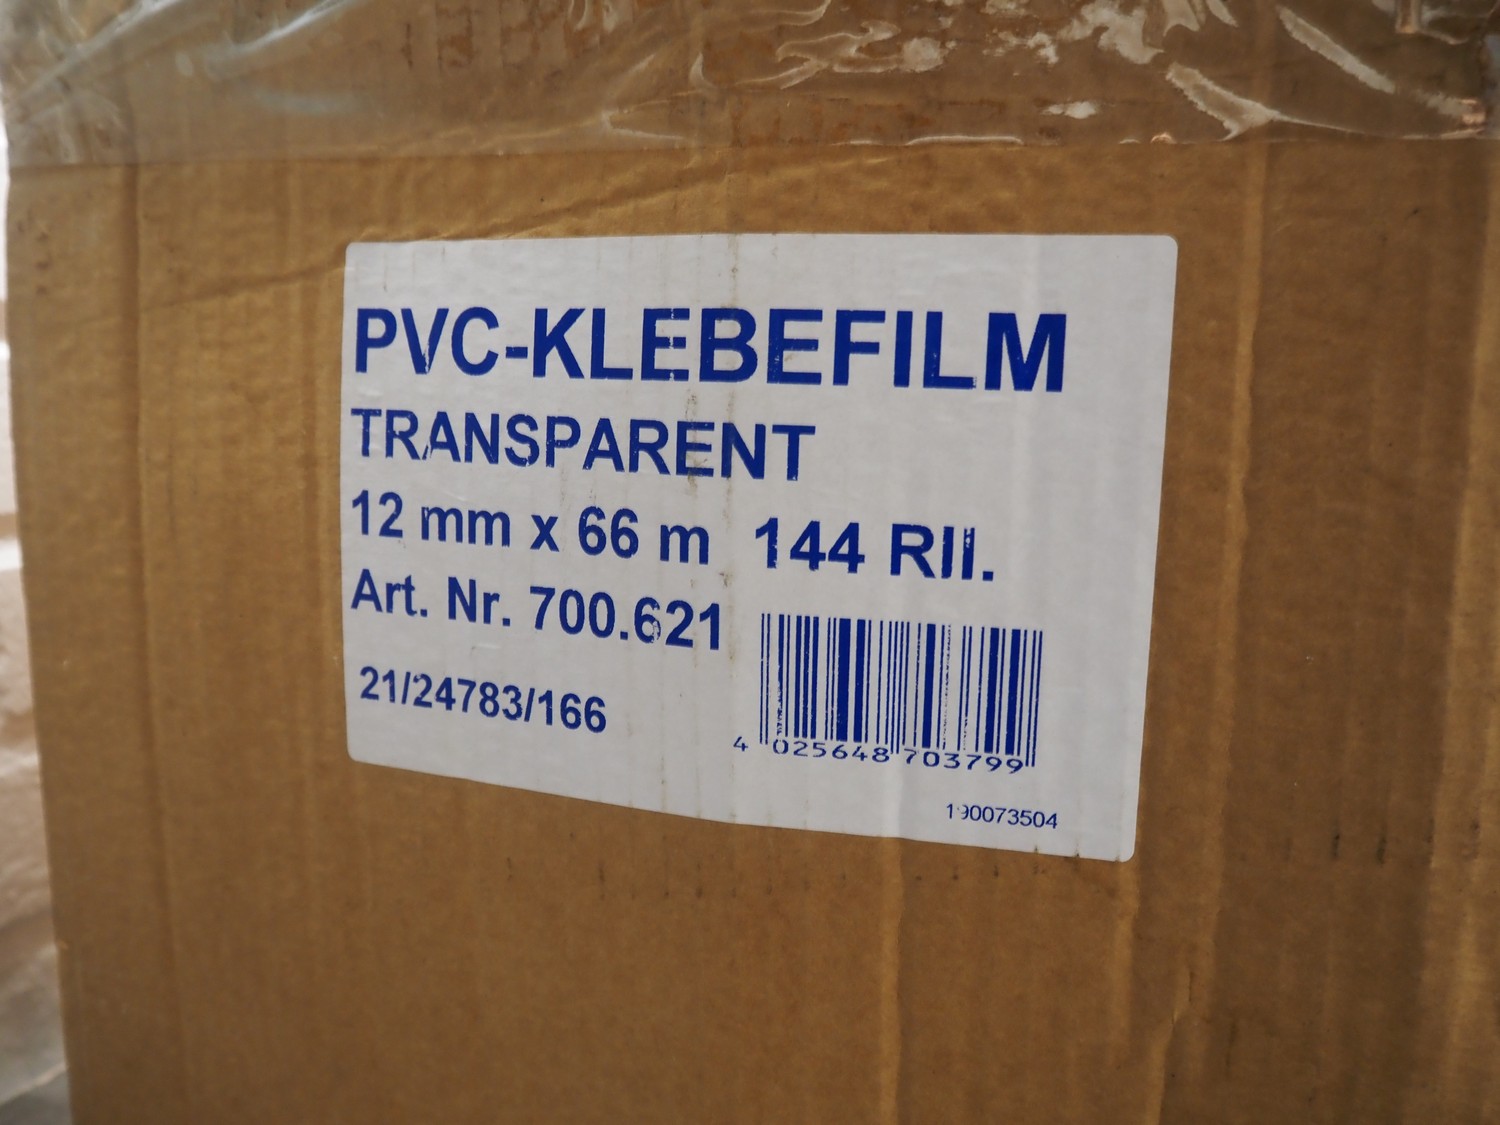 PVC-KLEBEFILM
TRANSPARENT
12 mm x 66 m 144 Rll.
Art. Nr. 700.621
21/24783/166
4 025648 703799
190073504